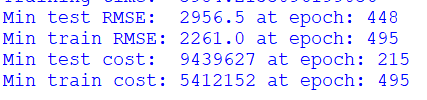 Min test RMSE:  2956.5 at epoch: 448
Min train RMSE: 2261.0 at epoch: 495
Min test cost:  9439627 at epoch: 215
Min train cost: 5412152 at epoch: 495